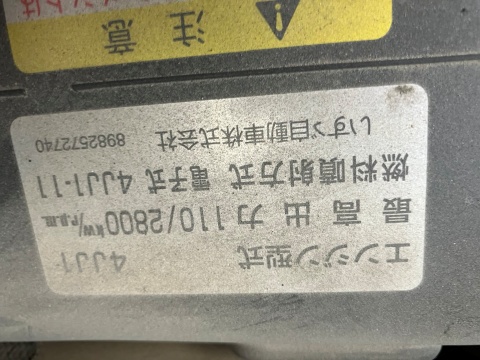 エンジン型式 4JJ1-
最高出力 110/2800 kW/r.p.m.
燃料噴射方式 電子式 4JJ1-11
いすゞ自動車株式会社 8982572740
注意